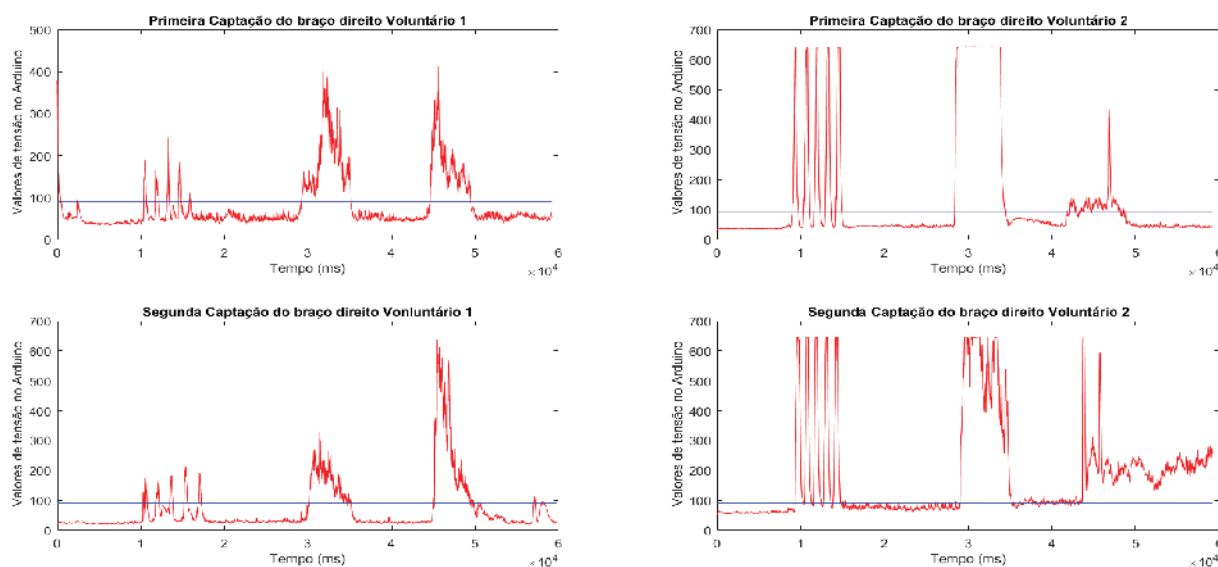 Primeira Captação do braço direito Voluntário 1
Valores de tensão no Arduino
500
400
300
200
100
0
0 1 2 3 4 5 6
Tempo (ms)
×10⁴
Primeira Captação do braço direito Voluntário 2
Valores de tensão no Arduino
700
600
500
400
300
200
100
0
0 1 2 3 4 5 6
Tempo (ms)
×10⁴
Segunda Captação do braço direito Vonluntário 1
Valores de tensão no Arduino
700
600
500
400
300
200
100
0
0 1 2 3 4 5 6
Tempo (ms)
×10⁴
Segunda Captação do braço direito Voluntário 2
Valores de tensão no Arduino
700
600
500
400
300
200
100
0
0 1 2 3 4 5 6
Tempo (ms)
×10⁴